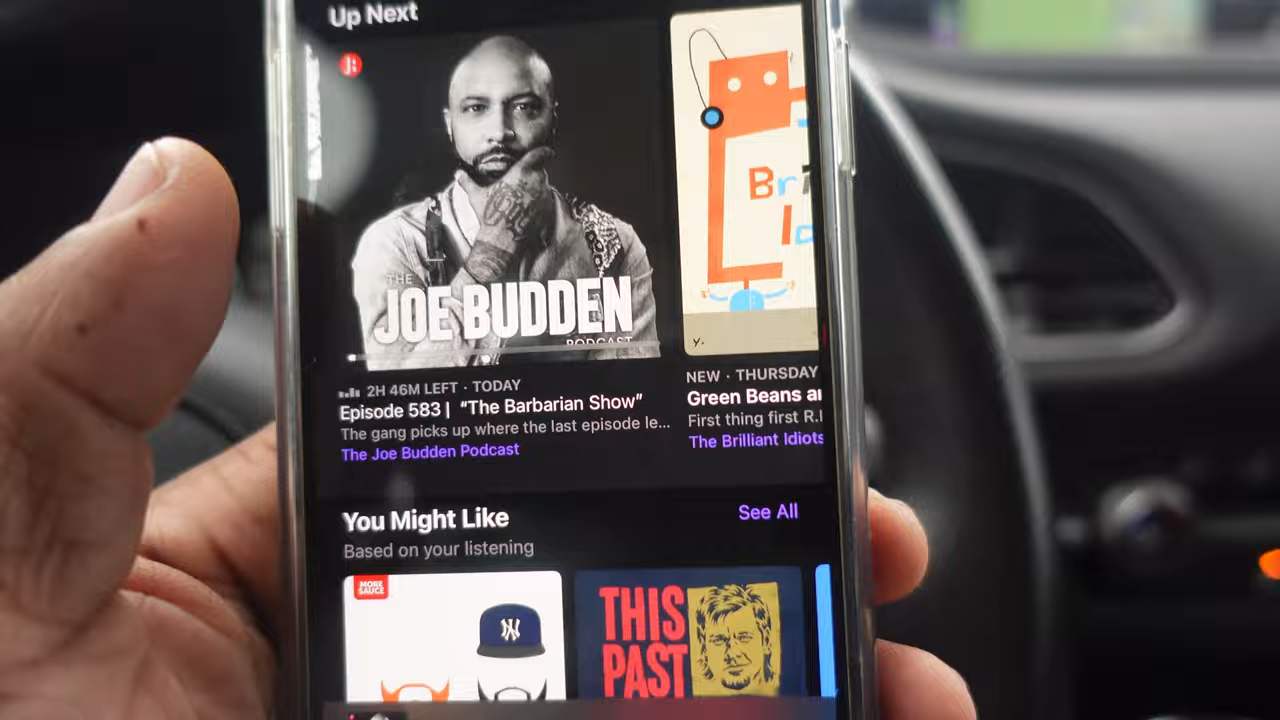 Up Next
THE
JOE BUDDEN
PODCAST
2H 46M LEFT · TODAY
Episode 583 | “The Barbarian Show”
The gang picks up where the last episode le...
The Joe Budden Podcast
y.
NEW · THURSDAY
Green Beans
First thing first
The Brilliant Idiots
You Might Like
See All
Based on your listening
MORE
SAUCE
NY
THIS
PAST